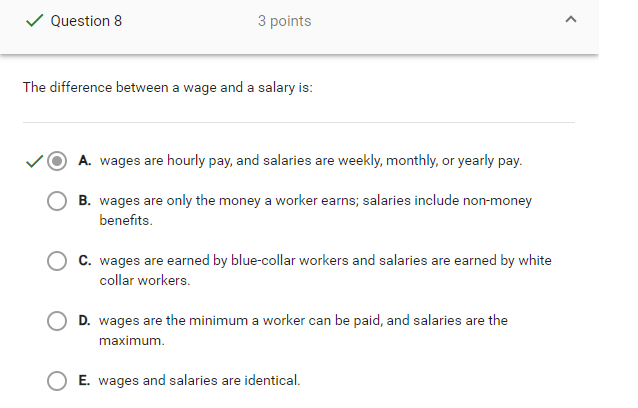 Question 8
3 points
The difference between a wage and a salary is:
A. wages are hourly pay, and salaries are weekly, monthly, or yearly pay.
B. wages are only the money a worker earns; salaries include non-money
benefits.
C. wages are earned by blue-collar workers and salaries are earned by white
collar workers.
D. wages are the minimum a worker can be paid, and salaries are the
maximum.
E. wages and salaries are identical.